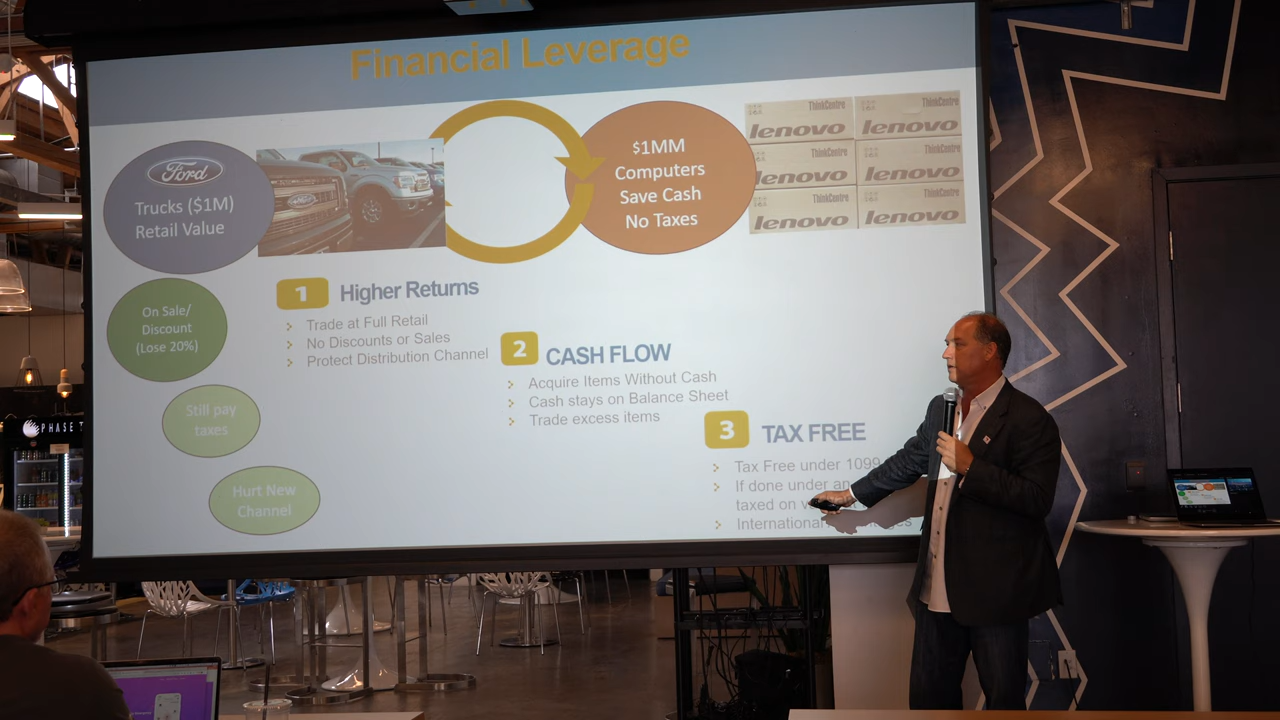 Financial Leverage
Ford
Trucks ($1M)
Retail Value
$1MM
Computers
Save Cash
No Taxes
ThinkCentre
lenovo
ThinkCentre
lenovo
ThinkCentre
lenovo
ThinkCentre
lenovo
ThinkCentre
lenovo
ThinkCentre
lenovo
On Sale/
Discount
(Lose 20%)
Still pay
taxes
Hurt New
Channel
1 Higher Returns
Trade at Full Retail
No Discounts or Sales
Protect Distribution Channel
2 CASH FLOW
Acquire Items Without Cash
Cash stays on Balance Sheet
Trade excess items
3 TAX FREE
Tax Free under 1099
If done under an
taxed on
International
PHASE